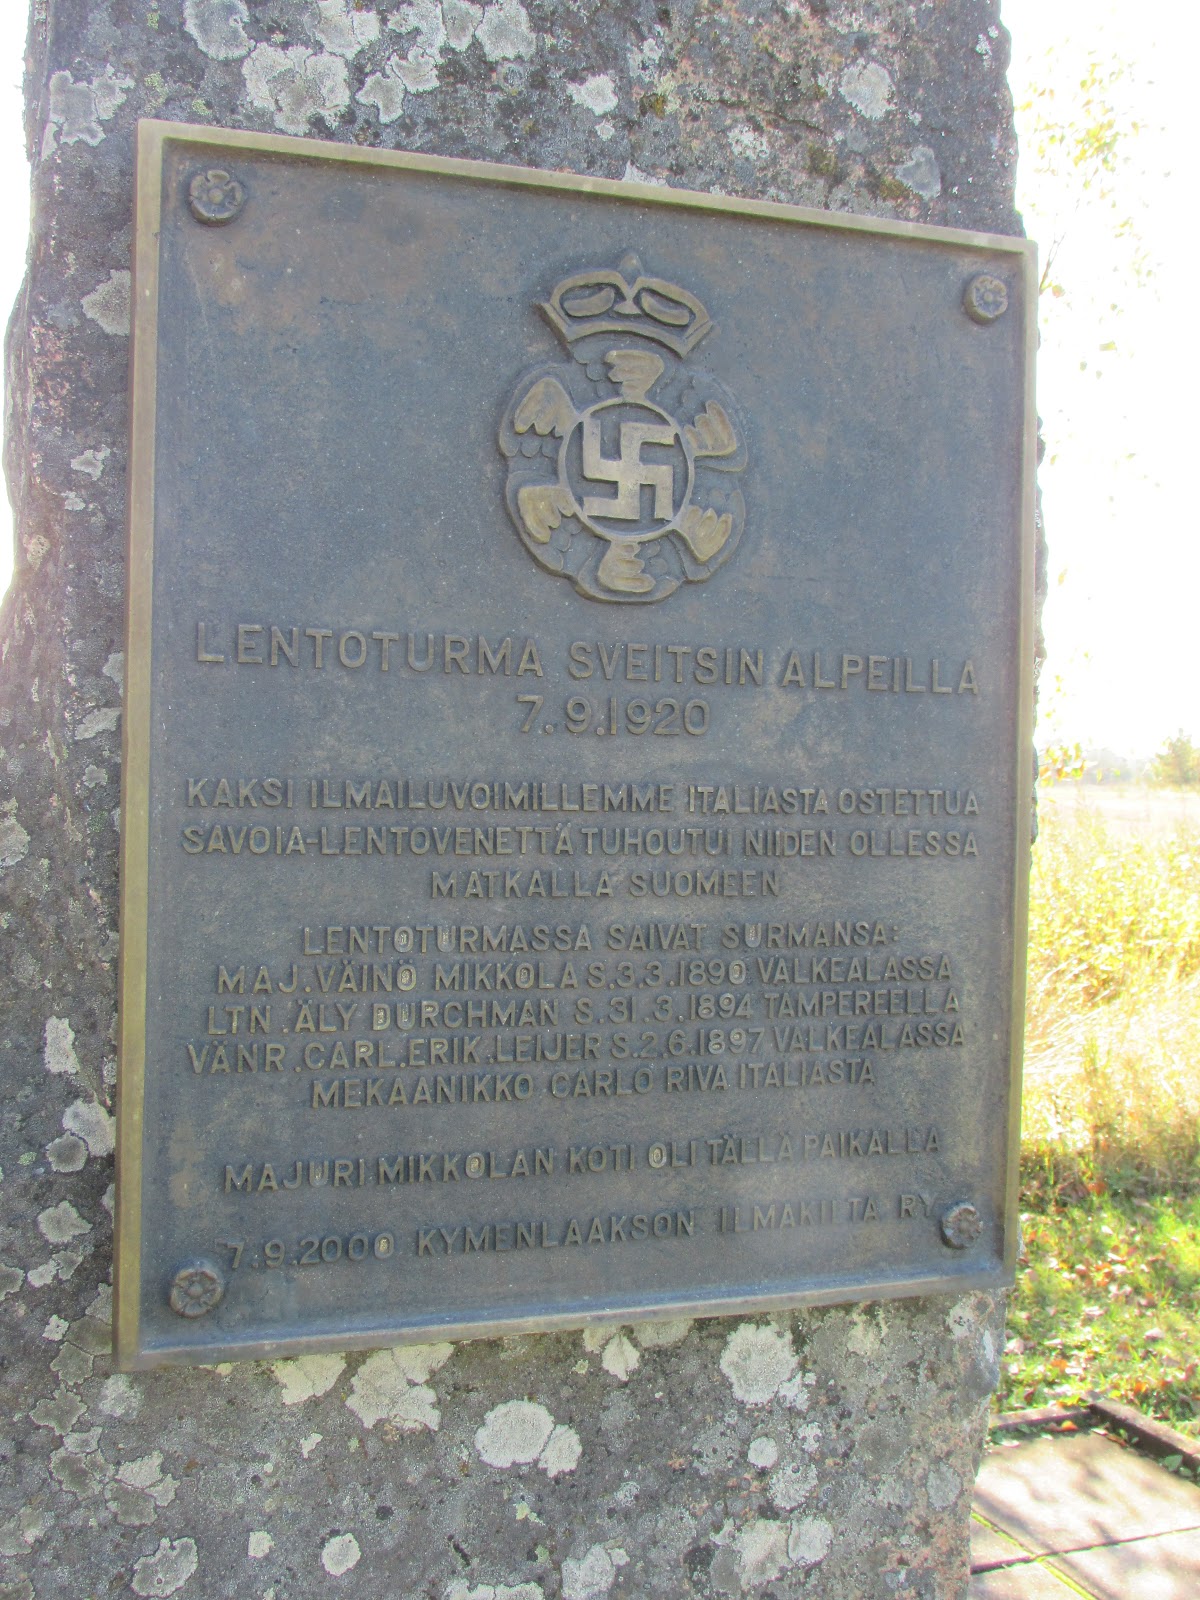 LENTOTURMA SVEITSIN ALPEILLA
7.9.1920
KAKSI ILMAILUVOIMILLEMME ITALIASTA OSTETTUA
SAVOIA-LENTOVENETTÄ TUHOUTUI NIIDEN OLLESSA
MATKALLA SUOMEEN
LENTOTURMASSA SAIVAT SURMANSA:
MAJ. VÄINÖ MIKKOLA S.3.3.1890 VALKEALASSA
LTN .ÄLY DURCHMAN S.31.3.1894 TAMPEREELLA
VÄNR .CARL.ERIK.LEIJER S.2.6.1897 VALKEALASSA
MEKAANIKKO CARLO RIVA ITALIASTA
MAJURI MIKKOLAN KOTI OLI TÄLLÄ PAIKALLA
7.9.2000 KYMENLAAKSON ILMAKILTA RY